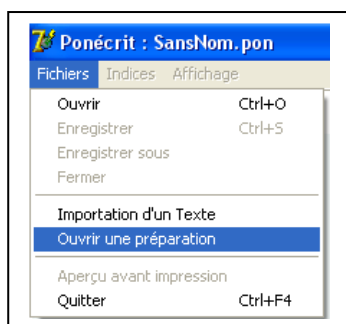 Ponécrit : SansNom.pon
Fichiers Indices Affichage
Ouvrir Ctrl+O
Enregistrer Ctrl+S
Enregistrer sous
Fermer
Importation d'un Texte
Ouvrir une préparation
Aperçu avant impression
Quitter Ctrl+F4